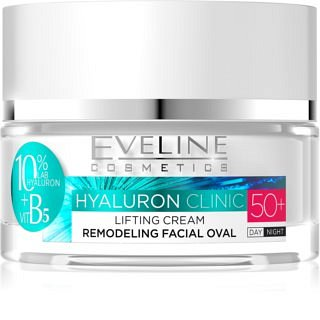 EVELINE
COSMETICS
10%
LAB
HYALURON
+
VIT B5
HYALURON CLINIC
50+
LIFTING CREAM
REMODELING FACIAL OVAL
DAY NIGHT